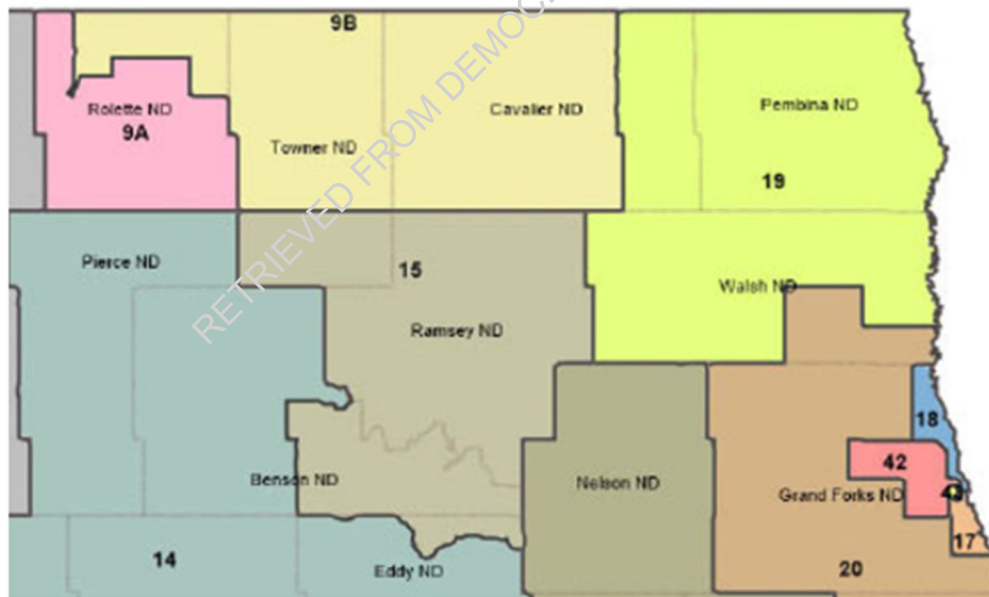 9B
Rolette ND
9A
Cavalier ND
Pembina ND
Towner ND
19
Pierce ND
15
Walsh ND
Ramsey ND
18
42
Benson ND
Nelson ND
Grand Forks ND
43
17
14
Eddy ND
20
RETRIEVED FROM DEMOC